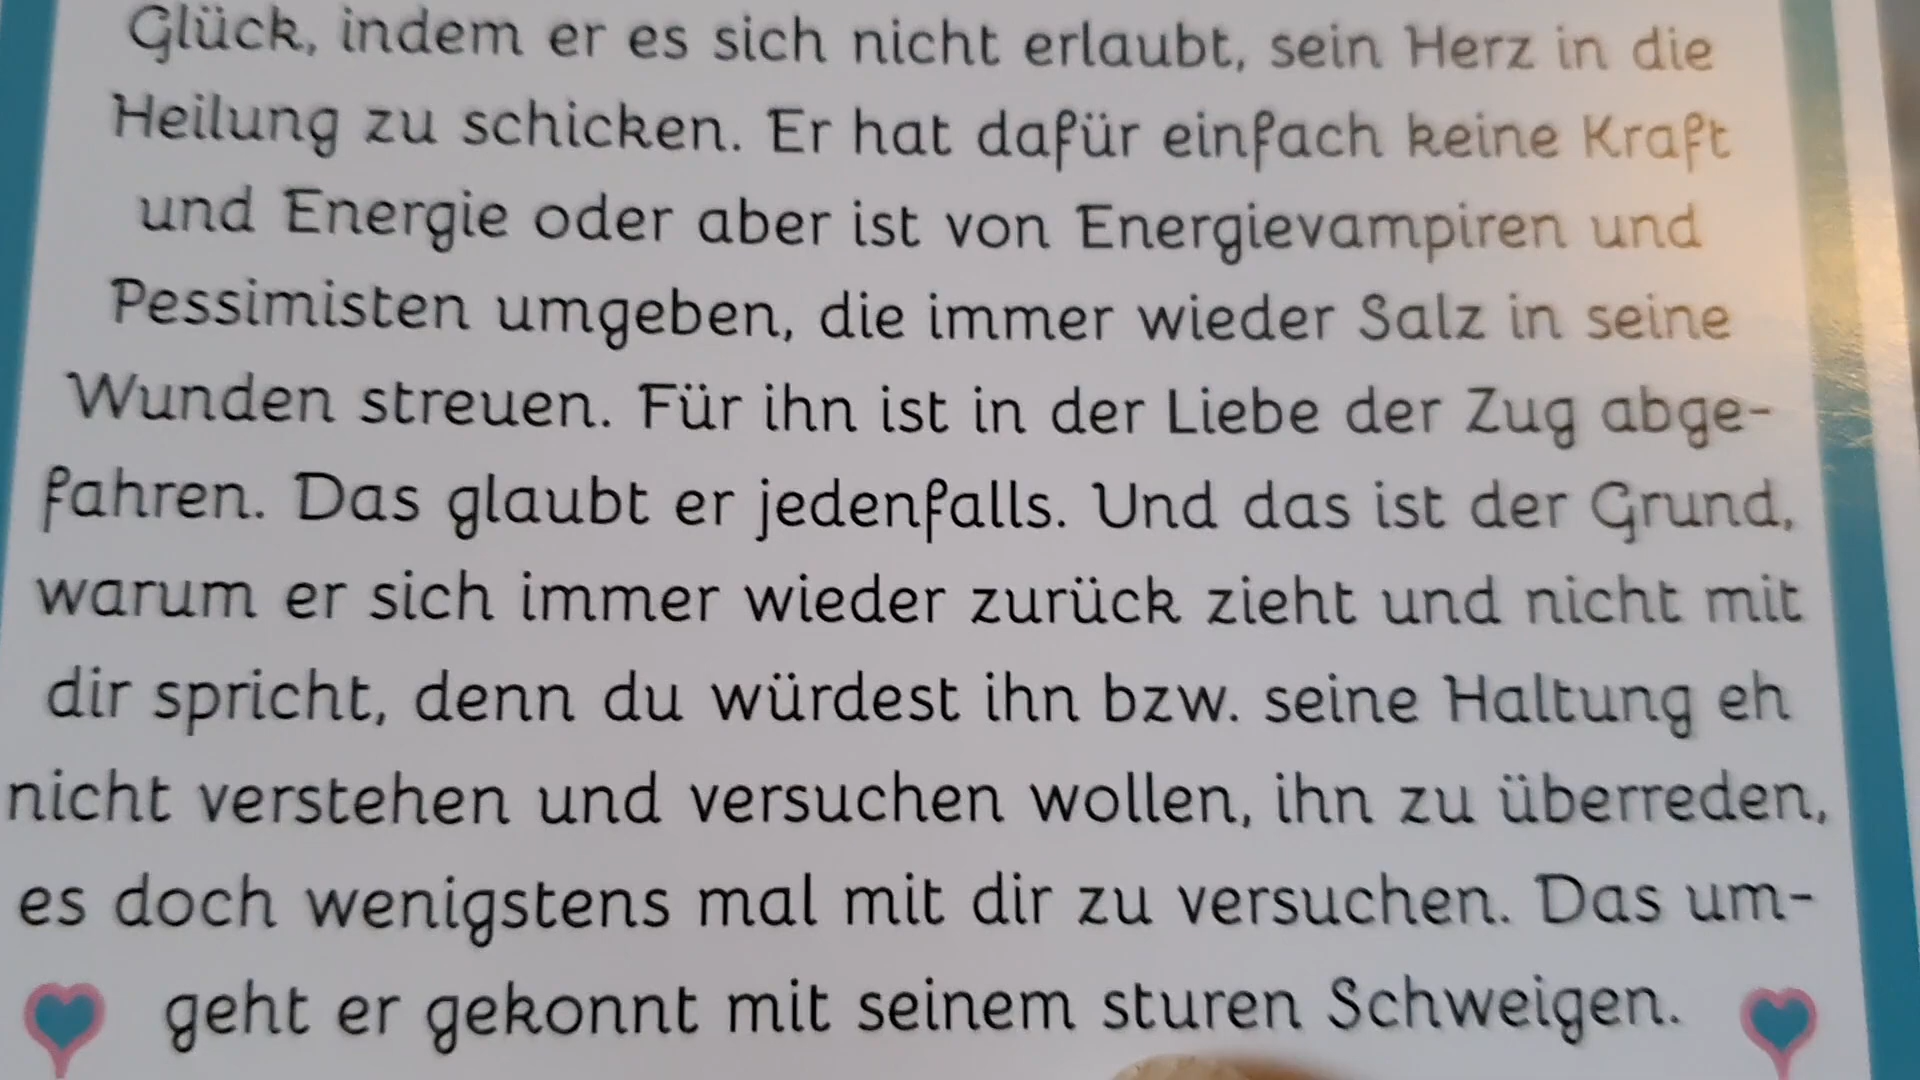 Glück, indem er es sich nicht erlaubt, sein Herz in die
Heilung zu schicken. Er hat dafür einfach keine Kraft
und Energie oder aber ist von Energievampiren und
Pessimisten umgeben, die immer wieder Salz in seine
Wunden streuen. Für ihn ist in der Liebe der Zug abge-
fahren. Das glaubt er jedenfalls. Und das ist der Grund,
warum er sich immer wieder zurück zieht und nicht mit
dir spricht, denn du würdest ihn bzw. seine Haltung eh
nicht verstehen und versuchen wollen, ihn zu überreden,
es doch wenigstens mal mit dir zu versuchen. Das um-
geht er gekonnt mit seinem sturen Schweigen.